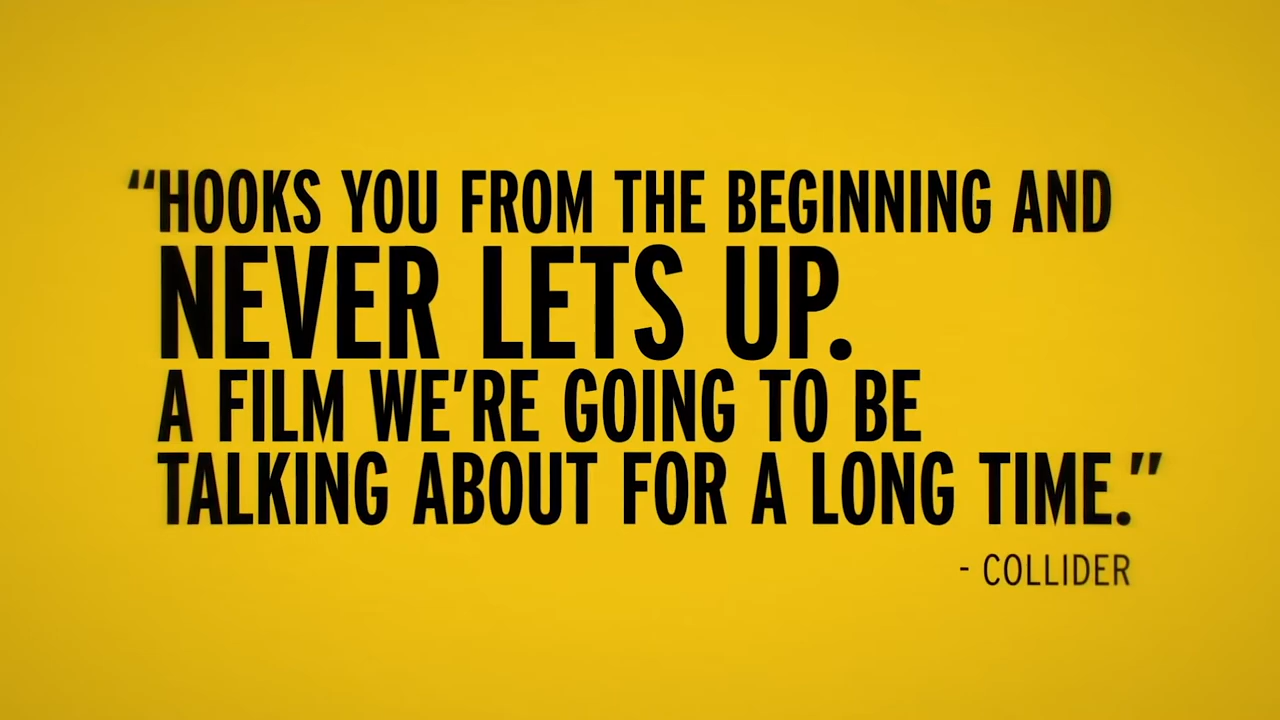 “HOOKS YOU FROM THE BEGINNING AND
NEVER LETS UP.
A FILM WE’RE GOING TO BE
TALKING ABOUT FOR A LONG TIME.”
- COLLIDER